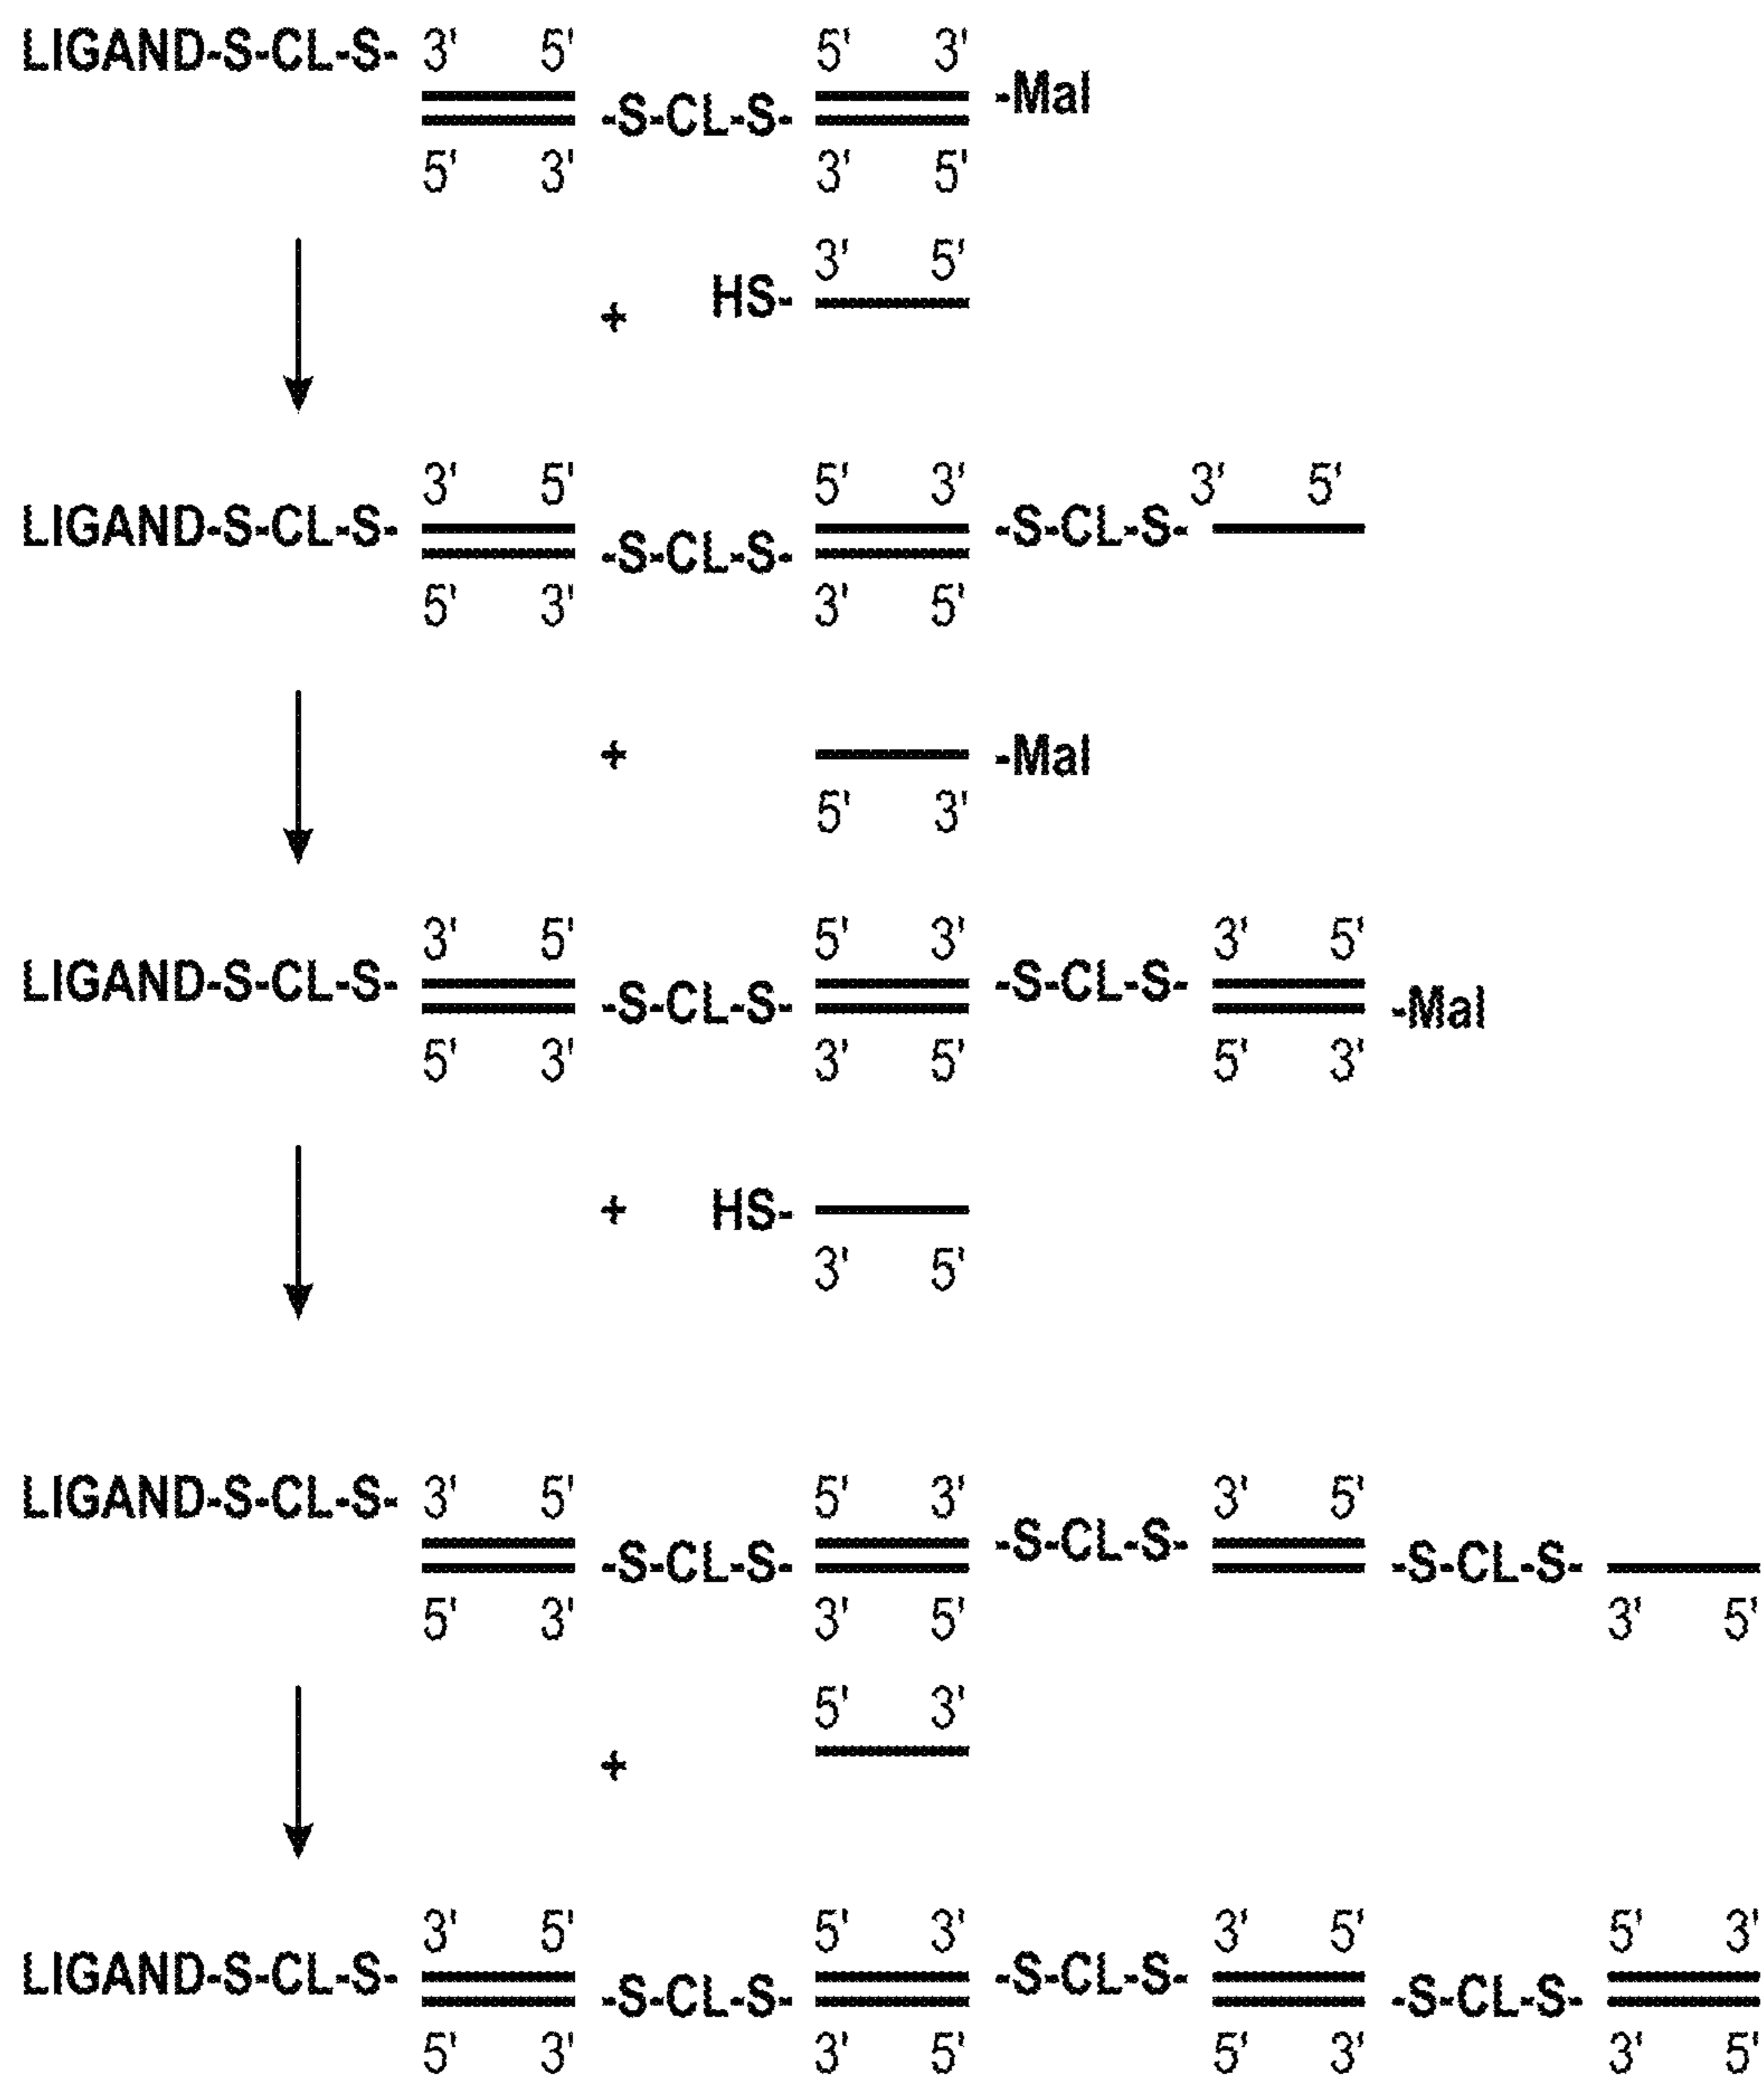 LIGAND-S-CL-S- 3' 5' 5' 3'
-S-CL-S- -Mal
5' 3' 3' 5'
3' 5'
+ HS-
3' 5' 5' 3' 3' 5'
LIGAND-S-CL-S- -S-CL-S- -S-CL-S-
5' 3' 3' 5'
+ -Mal
5' 3'
3' 5' 5' 3' 3' 5'
LIGAND-S-CL-S- -S-CL-S- -S-CL-S- -Mal
5' 3' 3' 5' 5' 3'
+ HS-
3' 5'
LIGAND-S-CL-S- 3' 5' 5' 3' 3' 5'
-S-CL-S- -S-CL-S- -S-CL-S-
5' 3' 3' 5' 3' 5'
5' 3'
+
3' 5' 5' 3' 3' 5' 5' 3'
LIGAND-S-CL-S- -S-CL-S- -S-CL-S- -S-CL-S-
5' 3' 3' 5' 5' 3' 3' 5'